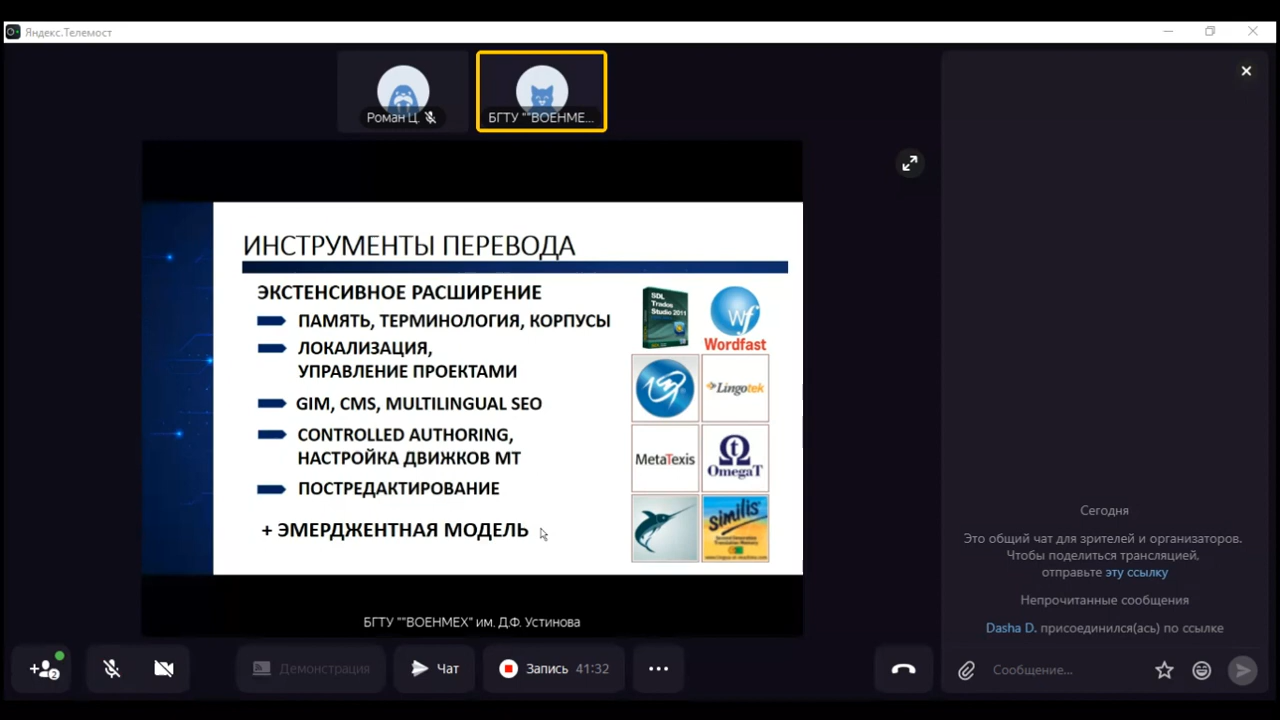 Яндекс.Телемост
Роман Ц.
БГТУ ""ВОЕНМЕ...
ИНСТРУМЕНТЫ ПЕРЕВОДА
ЭКСТЕНСИВНОЕ РАСШИРЕНИЕ
ПАМЯТЬ, ТЕРМИНОЛОГИЯ, КОРПУСЫ
ЛОКАЛИЗАЦИЯ,
УПРАВЛЕНИЕ ПРОЕКТАМИ
GIM, CMS, MULTILINGUAL SEO
CONTROLLED AUTHORING,
НАСТРОЙКА ДВИЖКОВ МТ
ПОСТРЕДАКТИРОВАНИЕ
+ ЭМЕРДЖЕНТНАЯ МОДЕЛЬ
SDL
Trados
Studio 2011
Wf
Wordfast
Lingotek
MetaTexis
OmegaT
similis
БГТУ ""ВОЕНМЕХ" им. Д.Ф. Устинова
Сегодня
Это общий чат для зрителей и организаторов.
Чтобы поделиться трансляцией,
отправьте эту ссылку
Непрочитанные сообщения
Dasha D. присоединился(ась) по ссылке
2
Демонстрация
Чат
Запись 41:32
Сообщение...